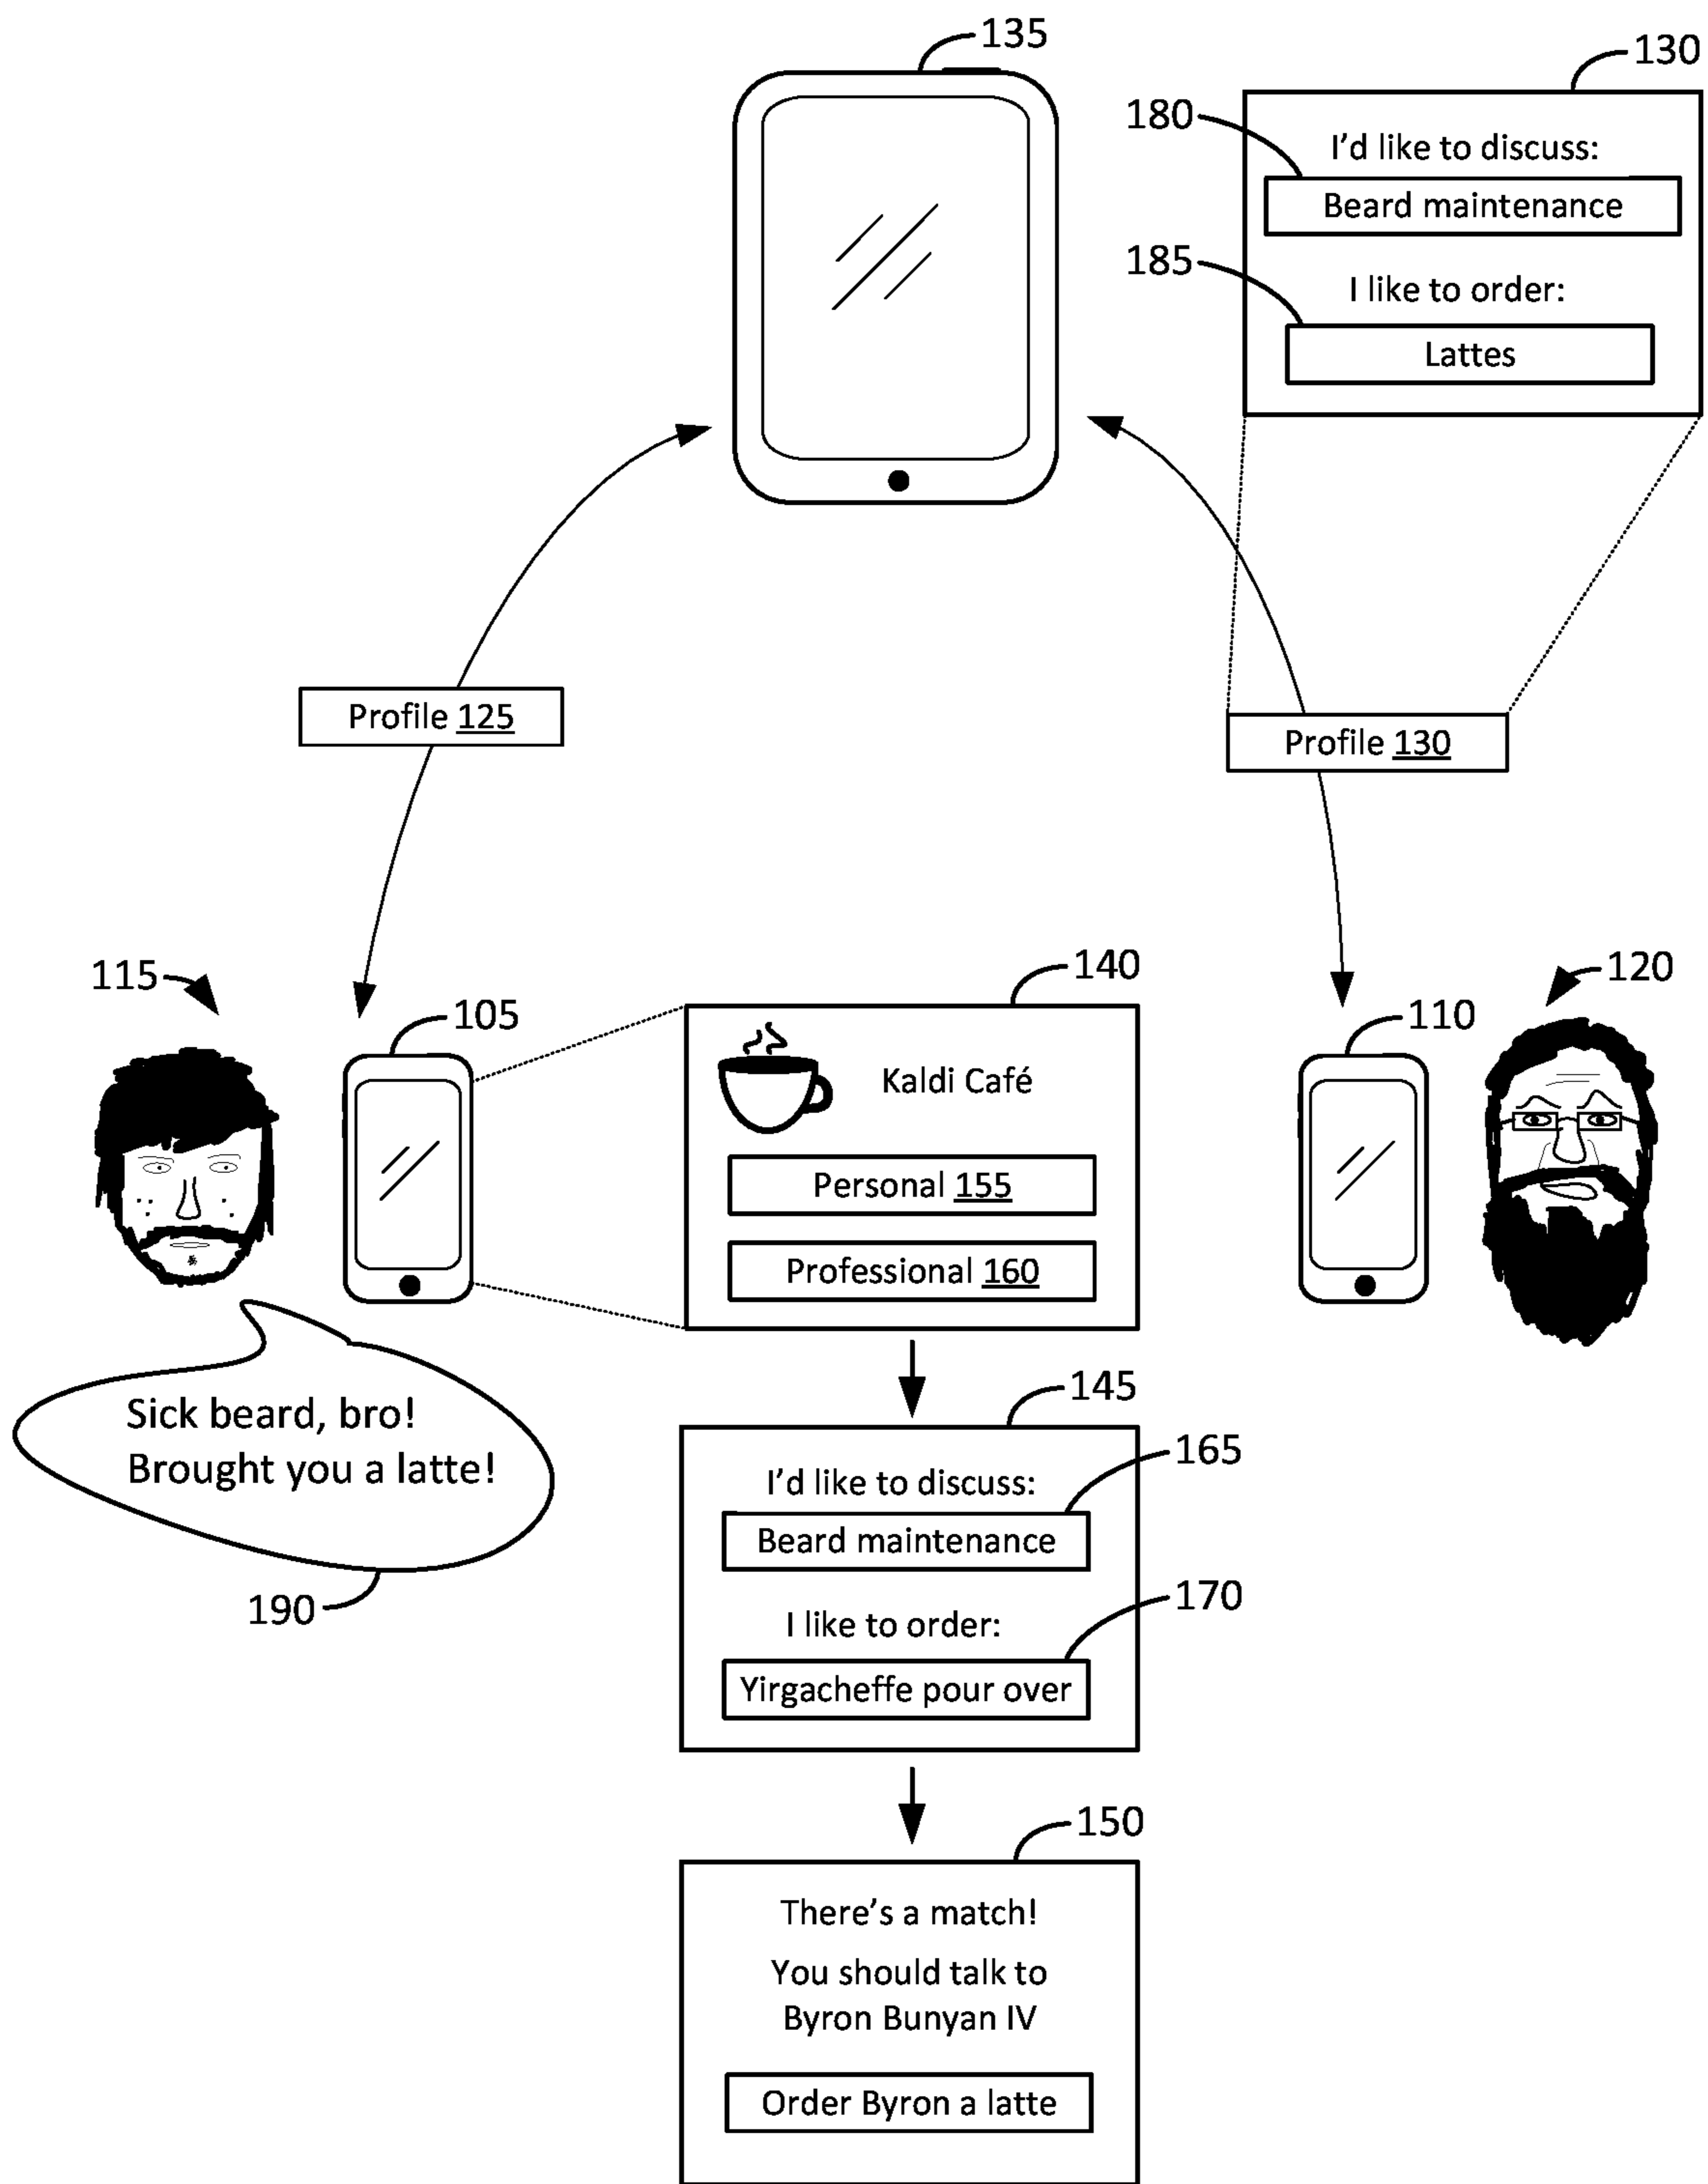 135
130
180
I'd like to discuss:
Beard maintenance
185
I like to order:
Lattes
Profile 125
Profile 130
115
105
140
110
120
Kaldi Café
Personal 155
Professional 160
Sick beard, bro!
Brought you a latte!
190
145
165
I'd like to discuss:
Beard maintenance
170
I like to order:
Yirgacheffe pour over
150
There's a match!
You should talk to
Byron Bunyan IV
Order Byron a latte